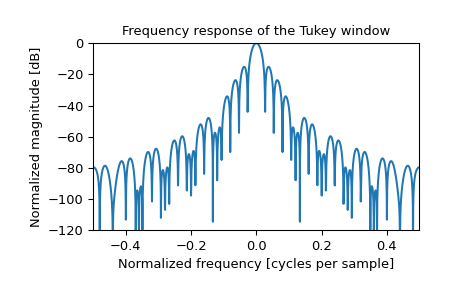 Frequency response of the Tukey window
Normalized magnitude [dB]
0
−20
−40
−60
−80
−100
−120
−0.4 −0.2 0.0 0.2 0.4
Normalized frequency [cycles per sample]